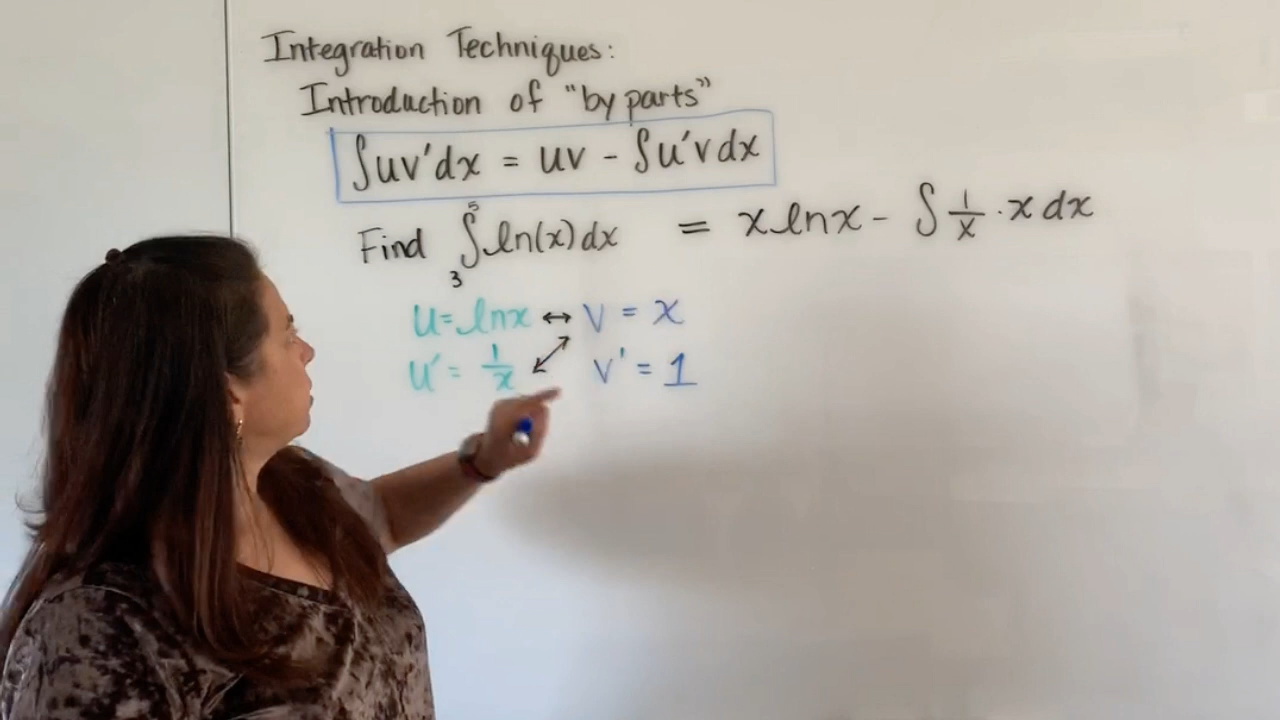 Integration Techniques:
Introduction of "by parts"
∫uv'dx = uv - ∫u'vdx
Find ∫₃⁵ ln(x)dx = x ln x - ∫ 1/x · x dx
u = ln x ↔ v = x
u' = 1/x ↙↗ v' = 1